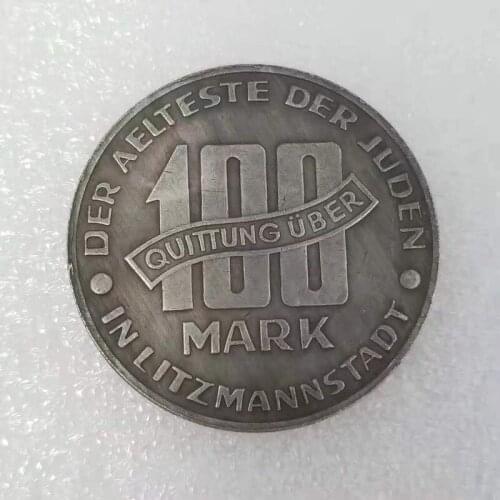 DER AELTESTE DER JUDEN
100
QUITTUNG ÜBER
MARK
IN LITZMANNSTADT